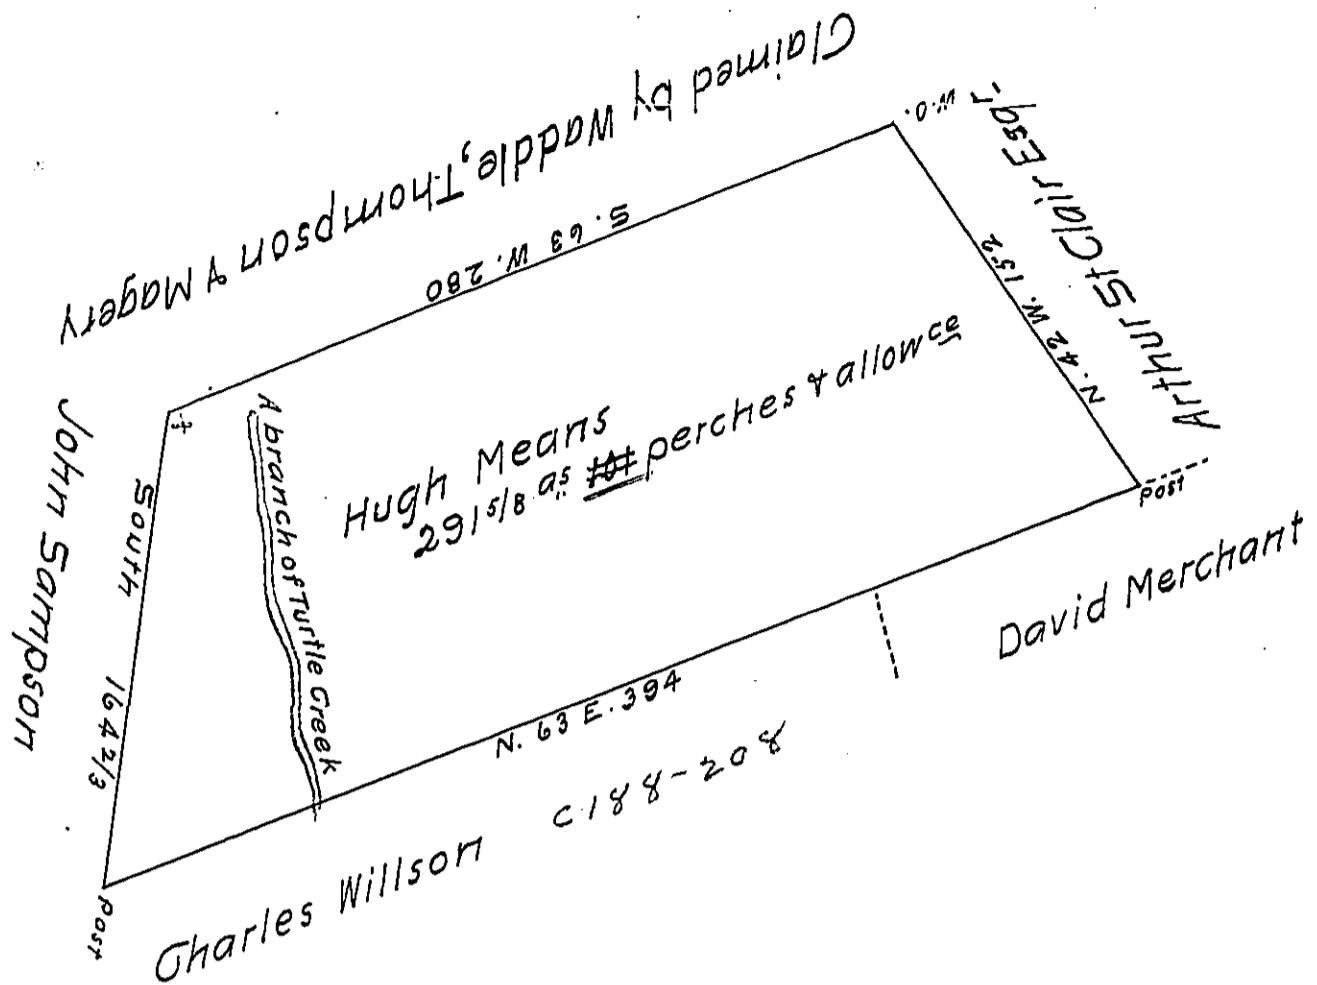 Claimed by Waddle, Thompson & Magery
W.O.
Arthur St Clair Esqr
S. 63 W. 280
N. 42 W. 152
John Sampson
South 164 2/3
A branch of Turtle Creek
Hugh Means
291 5/8 as perches & allowce
Post
David Merchant
N. 63 E. 394
C188-208
Charles Willson
Post